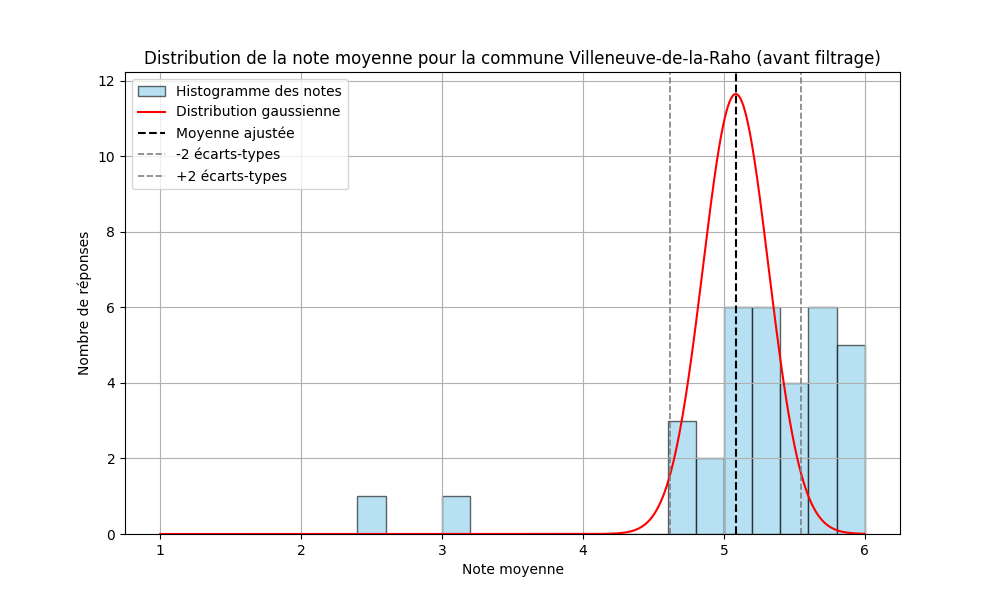 Distribution de la note moyenne pour la commune Villeneuve-de-la-Raho (avant filtrage)
Histogramme des notes
Distribution gaussienne
Moyenne ajustée
-2 écarts-types
+2 écarts-types
Nombre de réponses
12
10
8
6
4
2
0
1 2 3 4 5 6
Note moyenne